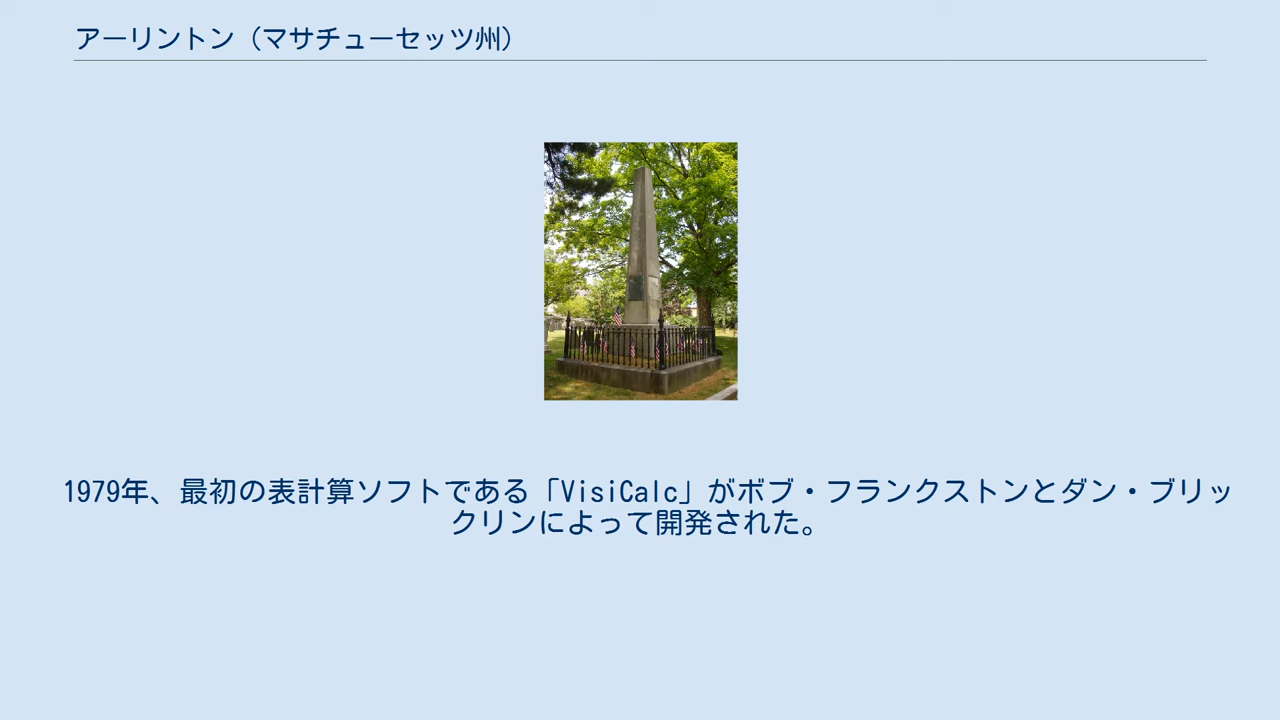 アーリントン（マサチューセッツ州）
1979年、最初の表計算ソフトである「VisiCalc」がボブ・フランクストンとダン・ブリッ
クリンによって開発された。